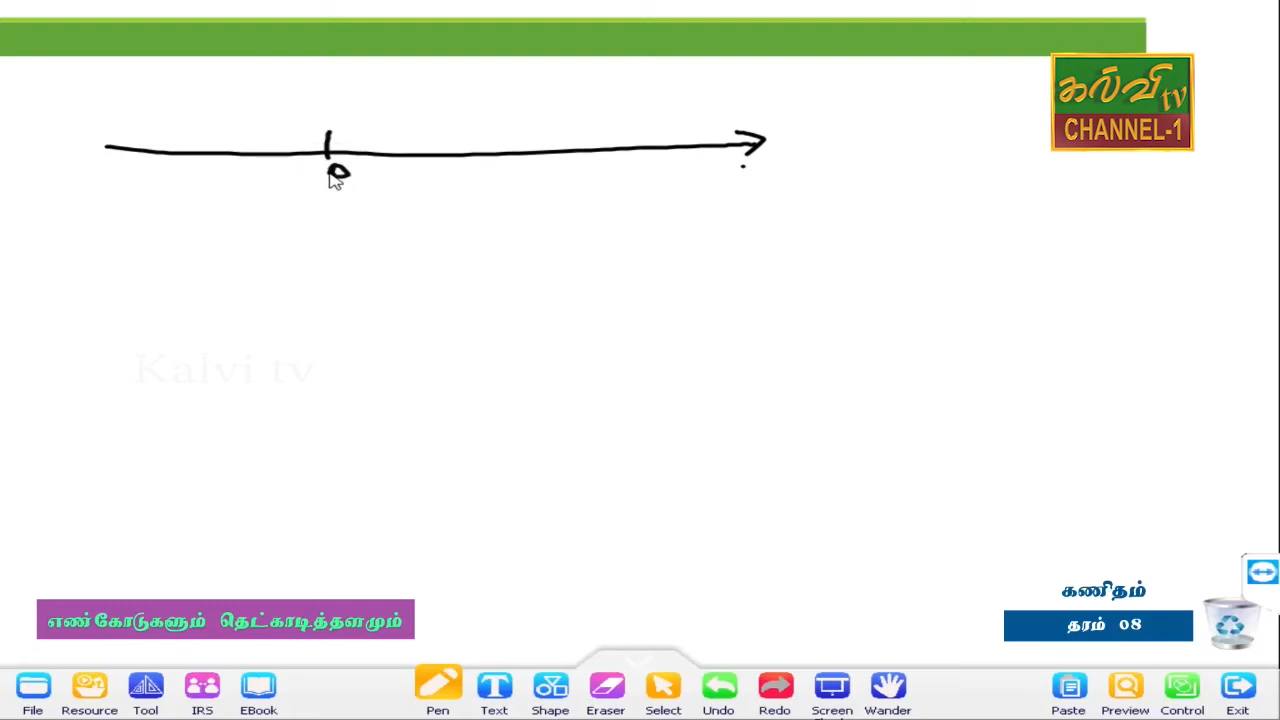 கல்வி tv
CHANNEL-1
0
Kalvi tv
கணிதம்
எண்கோடுகளும் தெட்காடித்தளமும்
தரம் 08
File
Resource
Tool
IRS
EBook
Pen
Text
Shape
Eraser
Select
Undo
Redo
Screen
Wander
Paste
Preview
Control
Exit